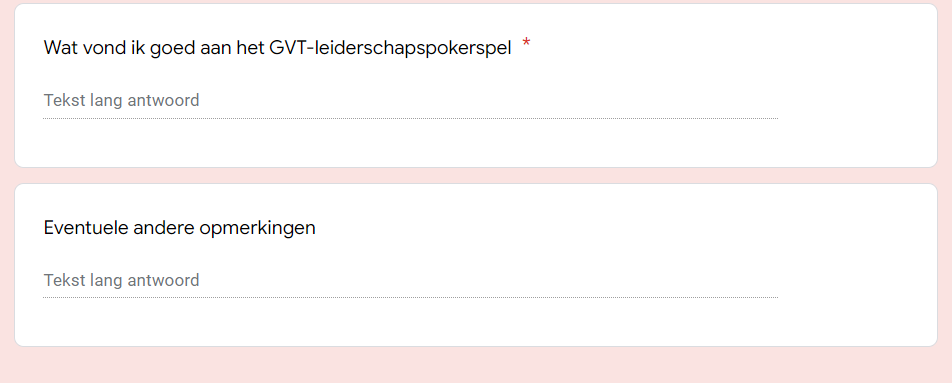 Wat vond ik goed aan het GVT-leiderschapspokerspel *
Tekst lang antwoord
Eventuele andere opmerkingen
Tekst lang antwoord